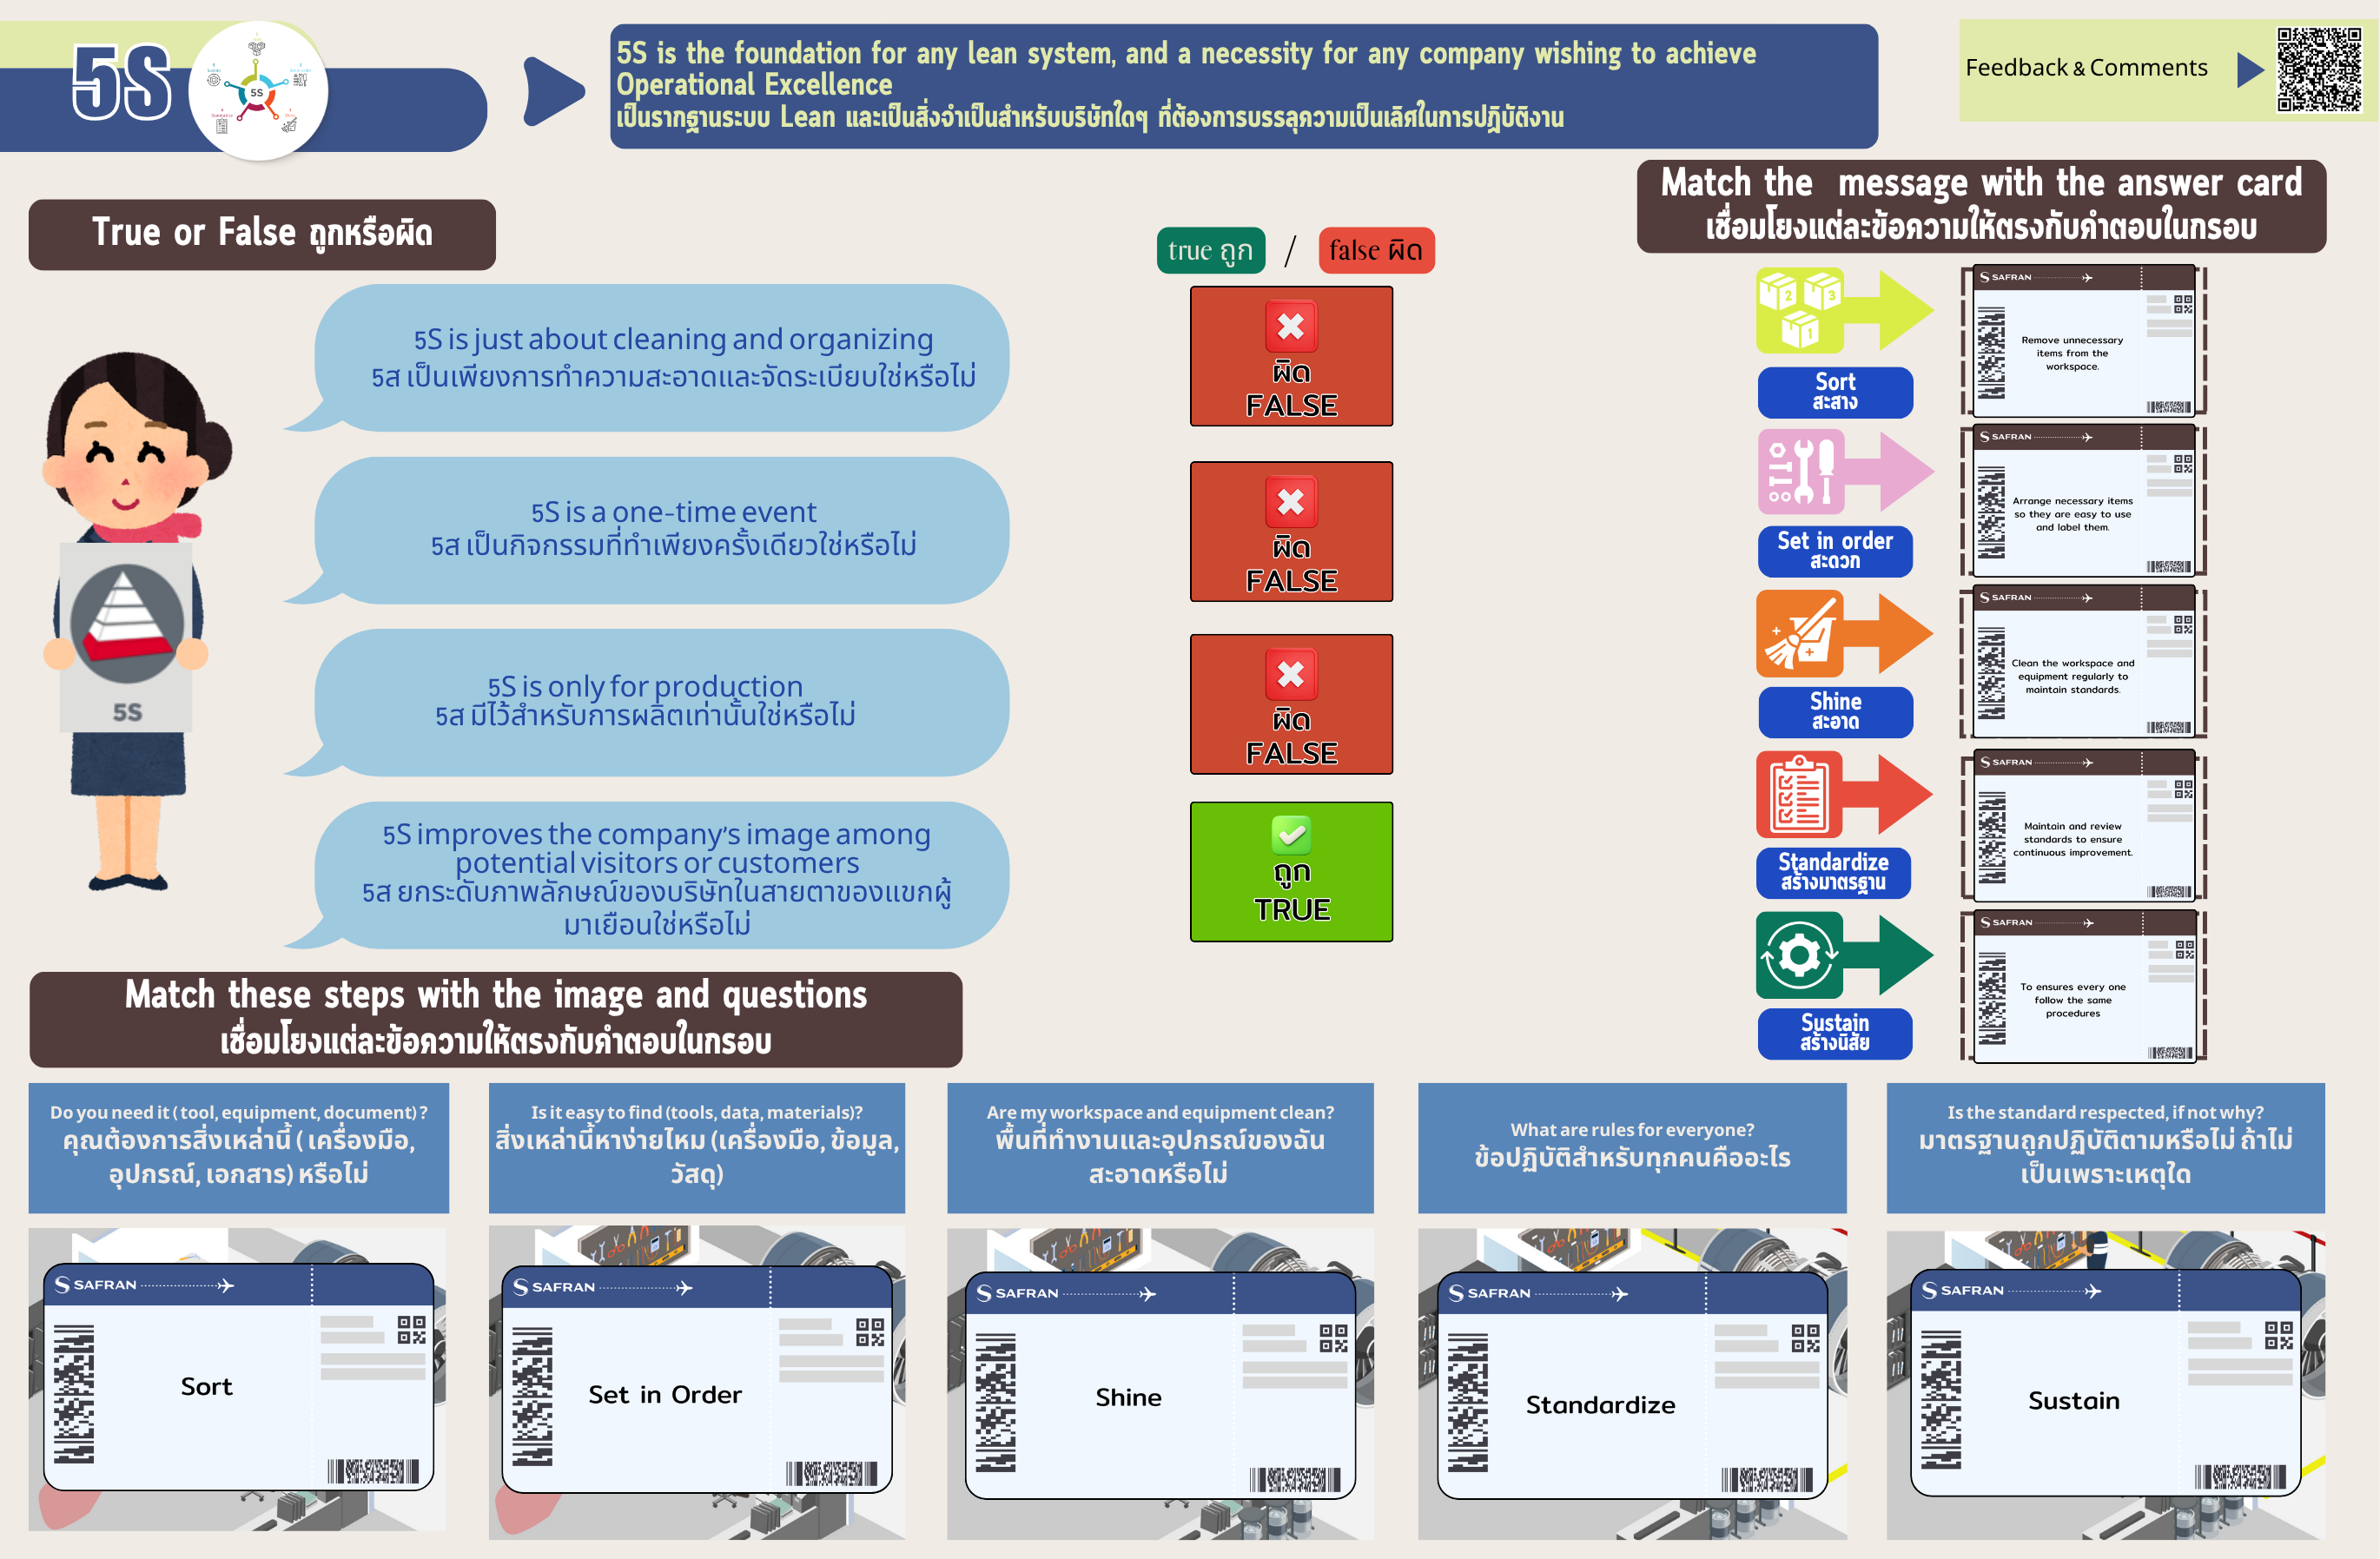 5S
5S
5S is the foundation for any lean system, and a necessity for any company wishing to achieve
Operational Excellence
เป็นรากฐานระบบ Lean และเป็นสิ่งจำเป็นสำหรับบริษัทใดๆ ที่ต้องการบรรลุความเป็นเลิศในการปฏิบัติงาน
Feedback & Comments
True or False ถูกหรือผิด
true ถูก / false ผิด
5S is just about cleaning and organizing
5ส เป็นเพียงการทำความสะอาดและจัดระเบียบใช่หรือไม่
ผิด
FALSE
5S is a one-time event
5ส เป็นกิจกรรมที่ทำเพียงครั้งเดียวใช่หรือไม่
ผิด
FALSE
5S is only for production
5ส มีไว้สำหรับการผลิตเท่านั้นใช่หรือไม่
ผิด
FALSE
5S improves the company's image among
potential visitors or customers
5ส ยกระดับภาพลักษณ์ของบริษัทในสายตาของแขกผู้
มาเยือนใช่หรือไม่
ถูก
TRUE
5S
Match the message with the answer card
เชื่อมโยงแต่ละข้อความให้ตรงกับคำตอบในกรอบ
2 3
1
Sort
สะสาง
SAFRAN
Remove unnecessary
items from the
workspace.
Set in order
สะดวก
SAFRAN
Arrange necessary items
so they are easy to use
and label them.
Shine
สะอาด
SAFRAN
Clean the workspace and
equipment regularly to
maintain standards.
Standardize
สร้างมาตรฐาน
SAFRAN
Maintain and review
standards to ensure
continuous improvement.
Sustain
สร้างนิสัย
SAFRAN
To ensures every one
follow the same
procedures
Match these steps with the image and questions
เชื่อมโยงแต่ละข้อความให้ตรงกับคำตอบในกรอบ
Do you need it ( tool, equipment, document) ?
คุณต้องการสิ่งเหล่านี้ ( เครื่องมือ,
อุปกรณ์, เอกสาร) หรือไม่
SAFRAN
Sort
Is it easy to find (tools, data, materials)?
สิ่งเหล่านี้หาง่ายไหม (เครื่องมือ, ข้อมูล,
วัสดุ)
SAFRAN
Set in Order
Are my workspace and equipment clean?
พื้นที่ทำงานและอุปกรณ์ของฉัน
สะอาดหรือไม่
SAFRAN
Shine
What are rules for everyone?
ข้อปฏิบัติสำหรับทุกคนคืออะไร
SAFRAN
Standardize
Is the standard respected, if not why?
มาตรฐานถูกปฏิบัติตามหรือไม่ ถ้าไม่
เป็นเพราะเหตุใด
SAFRAN
Sustain